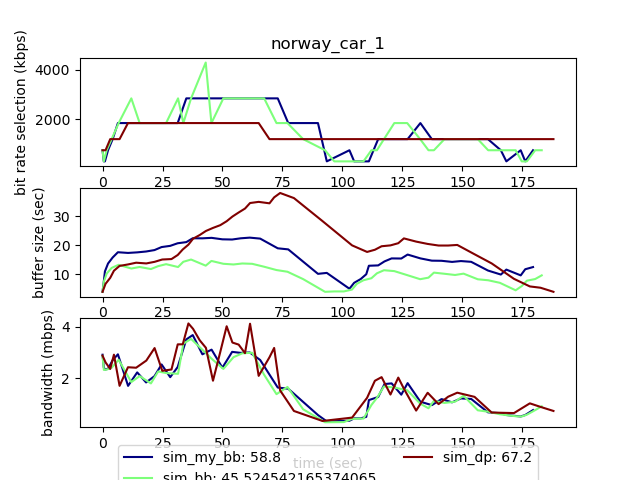 norway_car_1
bit rate selection (kbps)
4000
2000
0 25 50 75 100 125 150 175
buffer size (sec)
30
20
10
0 25 50 75 100 125 150 175
bandwidth (mbps)
4
2
0 25 50 75 100 125 150 175
time (sec)
sim_my_bb: 58.8
sim_dp: 67.2
sim_bb: 45.524542165374065